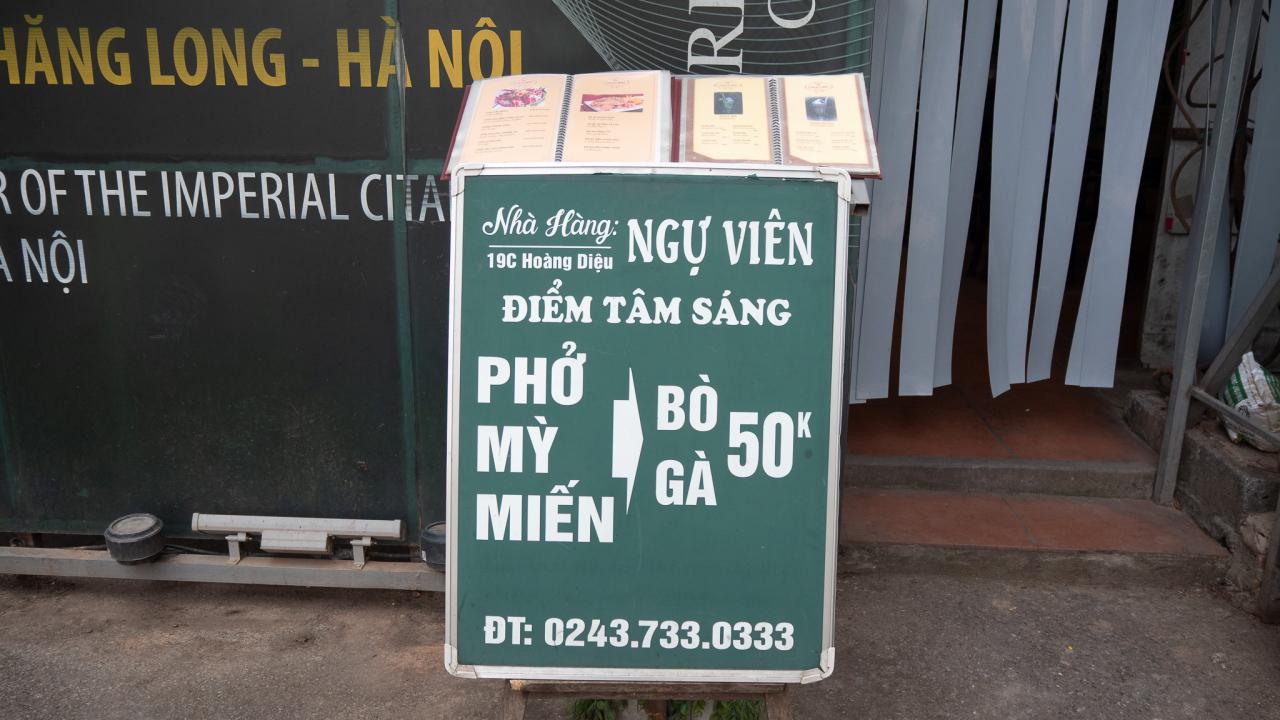 HĂNG LONG - HÀ NỘI
R OF THE IMPERIAL CITA
À NỘI
RI
C
Nhà Hàng: NGỰ VIÊN
19C Hoàng Diệu
ĐIỂM TÂM SÁNG
PHỞ
MỲ
MIẾN
BÒ
GÀ
50K
ĐT: 0243.733.0333